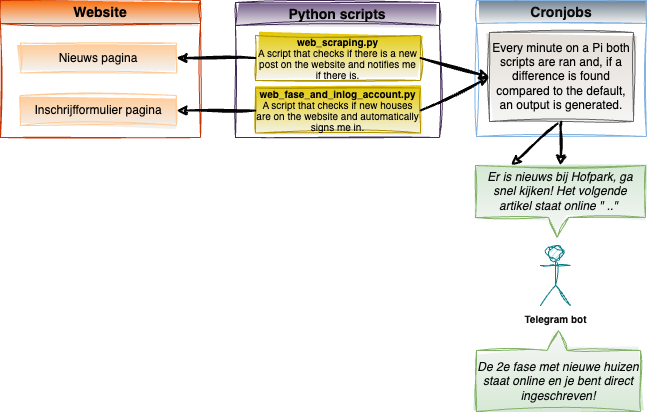 Website
Nieuws pagina
Inschrijfformulier pagina
Python scripts
web_scraping.py
A script that checks if there is a new
post on the website and notifies me
if there is.
web_fase_and_inlog_account.py
A script that checks if new houses
are on the website and automatically
signs me in.
Cronjobs
Every minute on a Pi both
scripts are ran and, if a
difference is found
compared to the default,
an output is generated.
Er is nieuws bij Hofpark, ga
snel kijken! Het volgende
artikel staat online " .."
Telegram bot
De 2e fase met nieuwe huizen
staat online en je bent direct
ingeschreven!